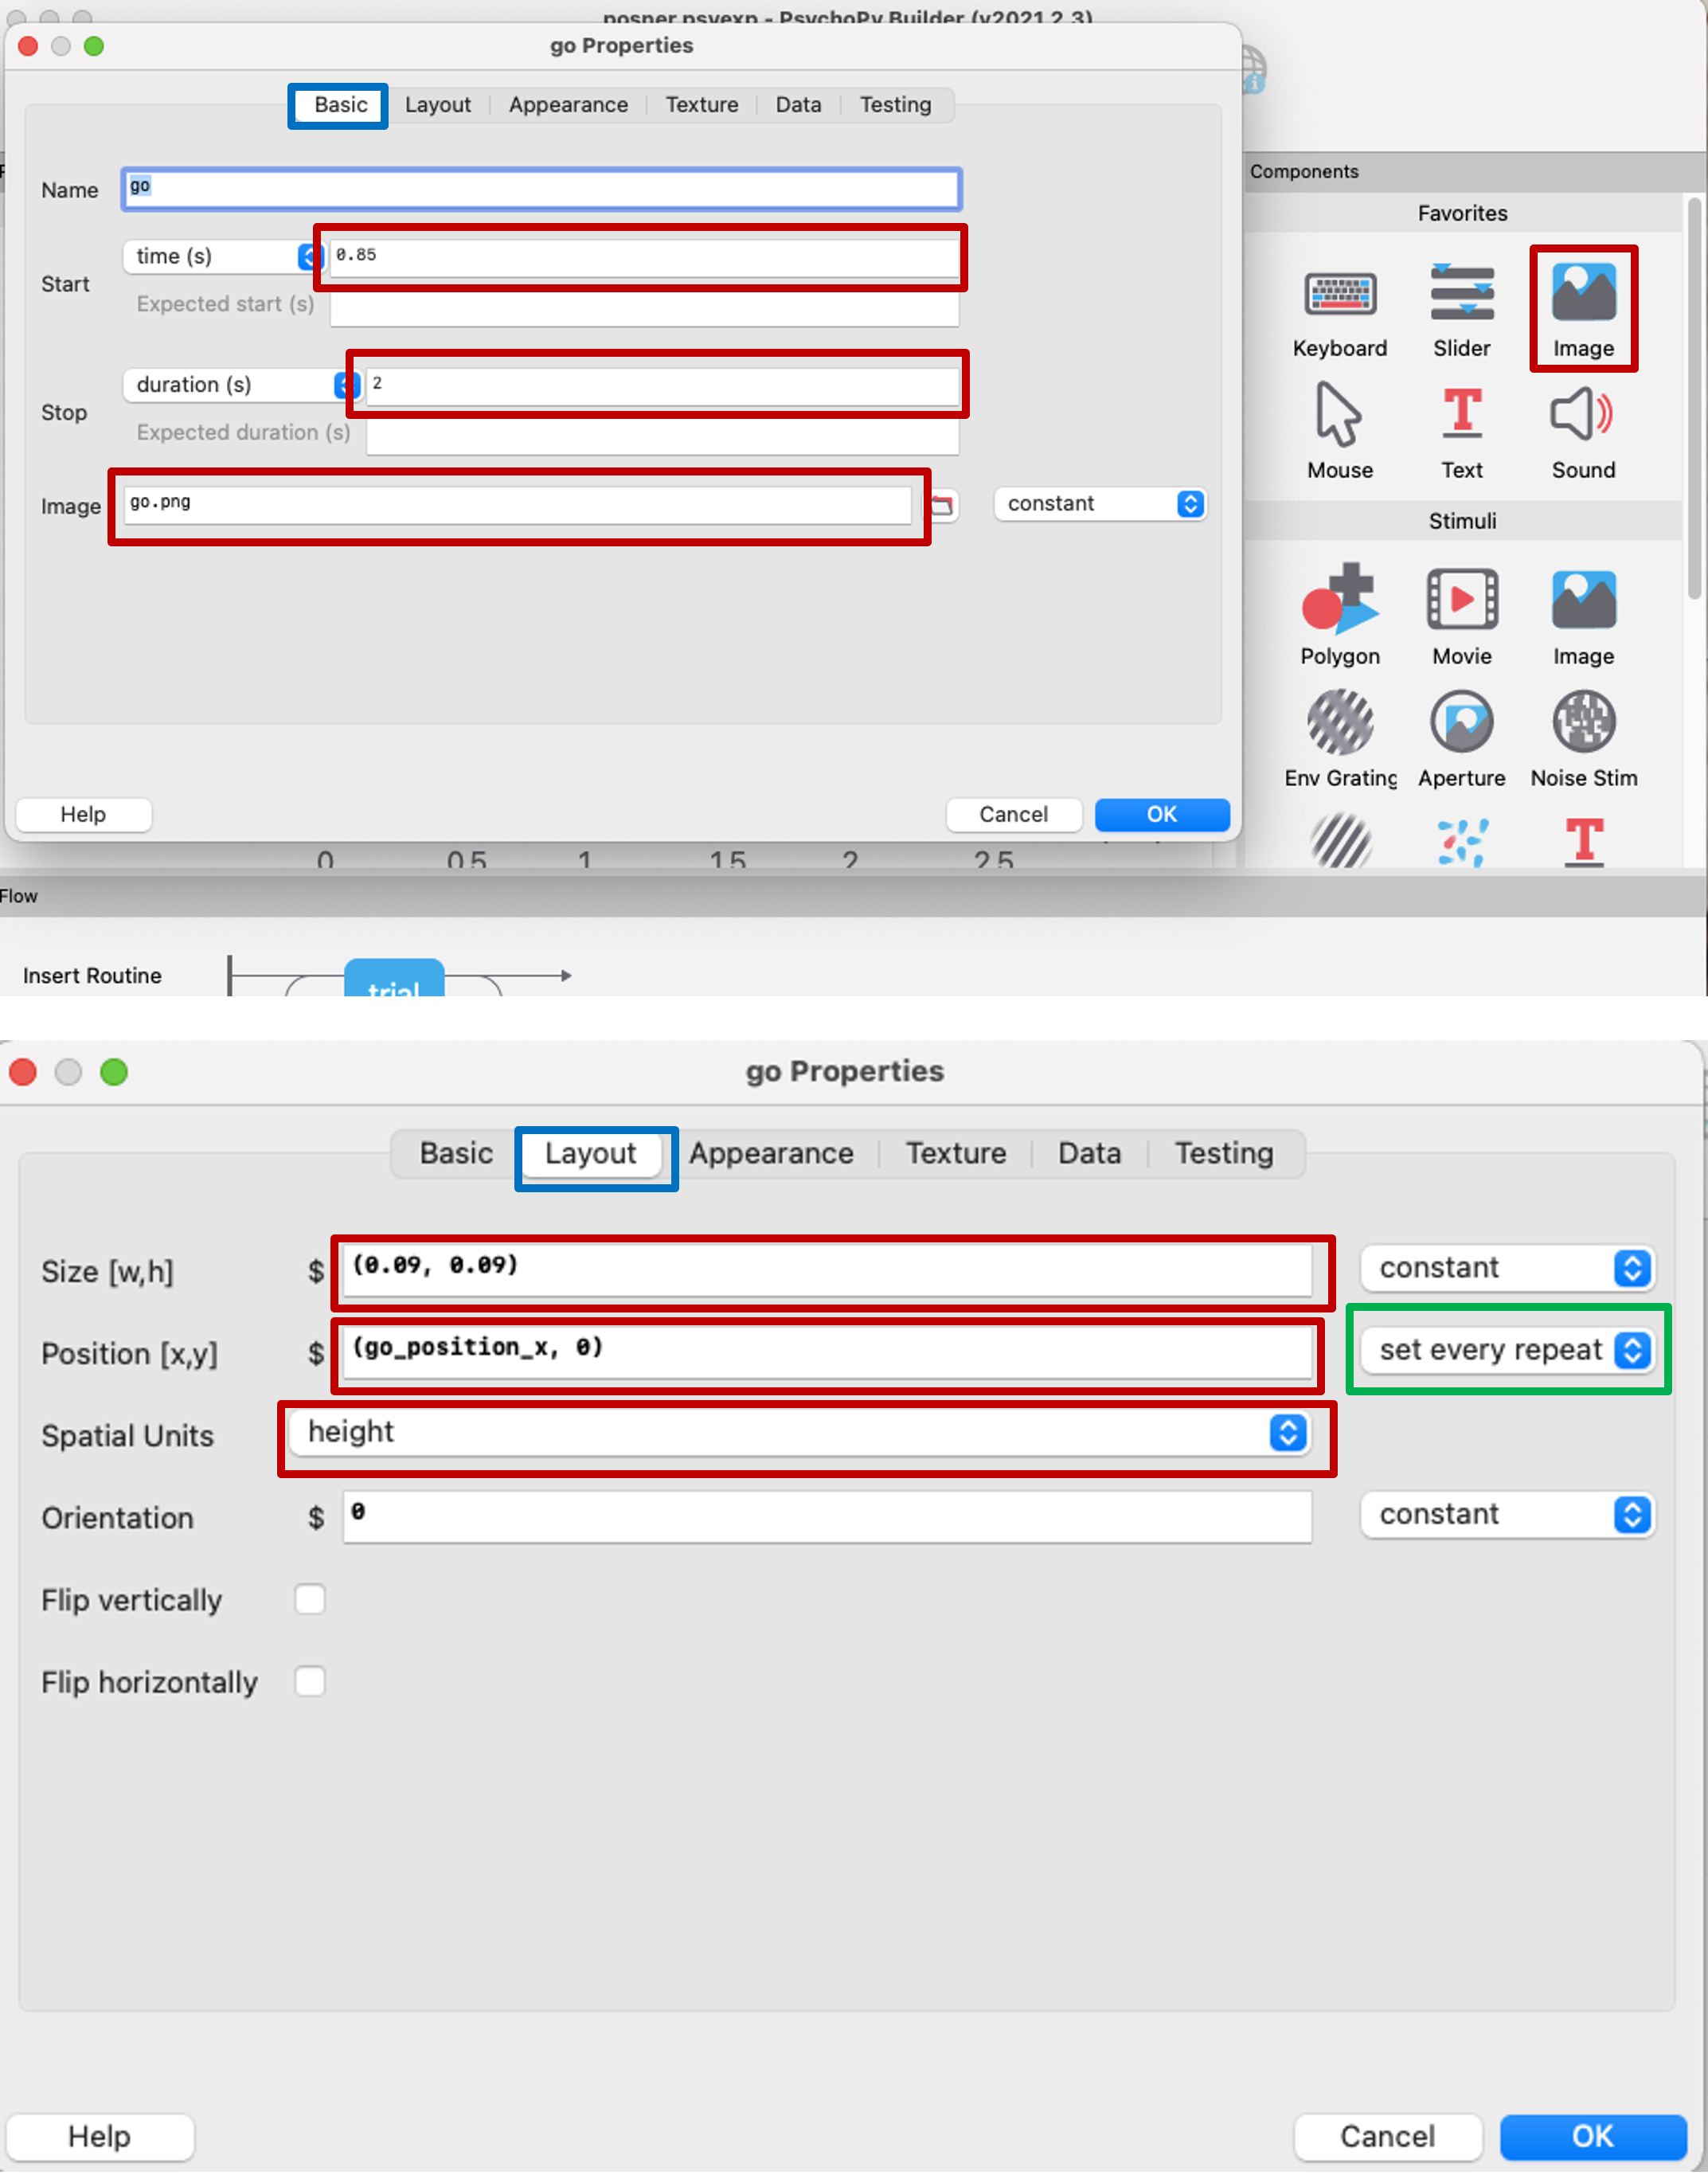 posner.psyexp - PsychoPy Builder (v2021.2.3)
go Properties
Basic Layout Appearance Texture Data Testing
Name go
Start time (s) 0.85
Expected start (s)
Stop duration (s) 2
Expected duration (s)
Image go.png constant
Help Cancel OK
Components
Favorites
Keyboard Slider Image
Mouse Text Sound
Stimuli
Polygon Movie Image
Env Grating Aperture Noise Stim
0 0.5 1 1.5 2 2.5
Flow
Insert Routine trial
go Properties
Basic Layout Appearance Texture Data Testing
Size [w,h] $ (0.09, 0.09) constant
Position [x,y] $ (go_position_x, 0) set every repeat
Spatial Units height
Orientation $ 0 constant
Flip vertically
Flip horizontally
Help Cancel OK